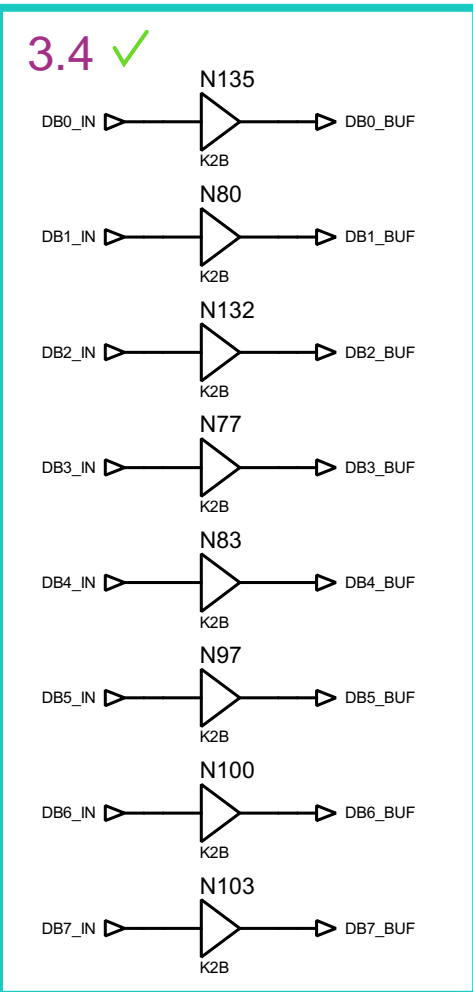 3.4 ✓
N135
DB0_IN DB0_BUF
K2B
N80
DB1_IN DB1_BUF
K2B
N132
DB2_IN DB2_BUF
K2B
N77
DB3_IN DB3_BUF
K2B
N83
DB4_IN DB4_BUF
K2B
N97
DB5_IN DB5_BUF
K2B
N100
DB6_IN DB6_BUF
K2B
N103
DB7_IN DB7_BUF
K2B